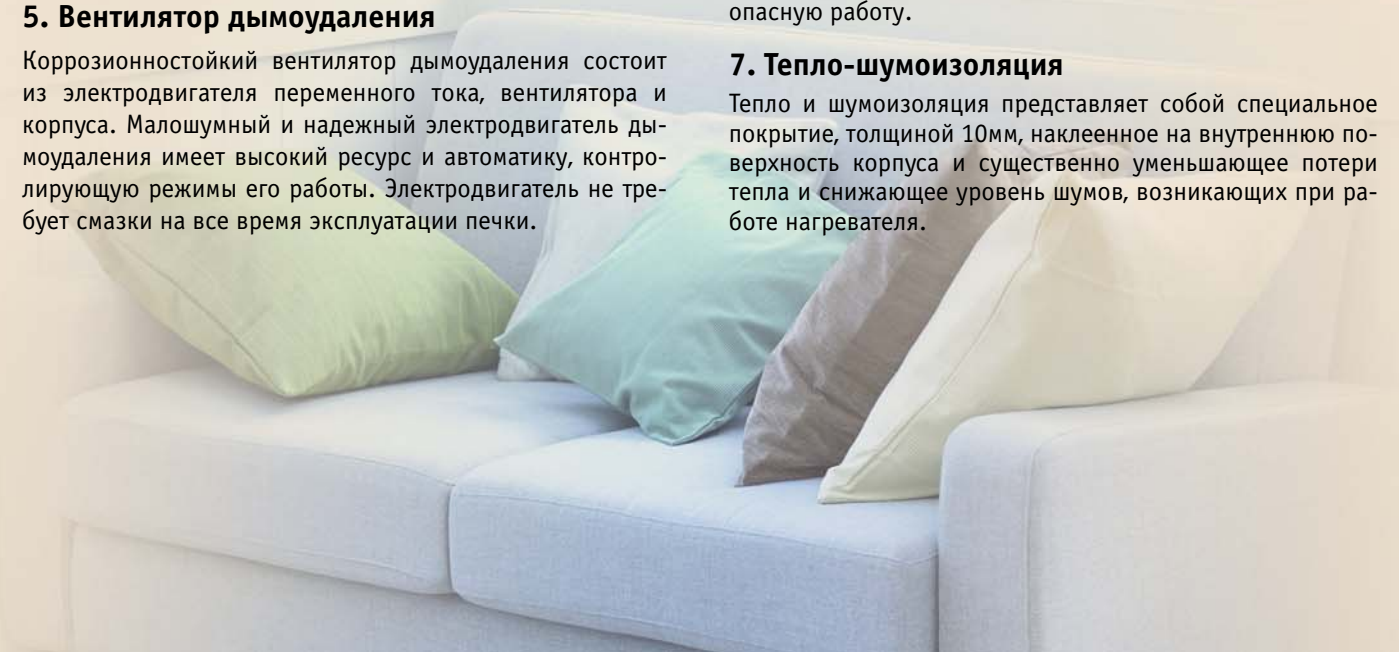 5. Вентилятор дымоудаления
Коррозионностойкий вентилятор дымоудаления состоит
из электродвигателя переменного тока, вентилятора и
корпуса. Малошумный и надежный электродвигатель ды-
моудаления имеет высокий ресурс и автоматику, контро-
лирующую режимы его работы. Электродвигатель не тре-
бует смазки на все время эксплуатации печки.
опасную работу.
7. Тепло-шумоизоляция
Тепло и шумоизоляция представляет собой специальное
покрытие, толщиной 10мм, наклеенное на внутреннюю по-
верхность корпуса и существенно уменьшающее потери
тепла и снижающее уровень шумов, возникающих при ра-
боте нагревателя.